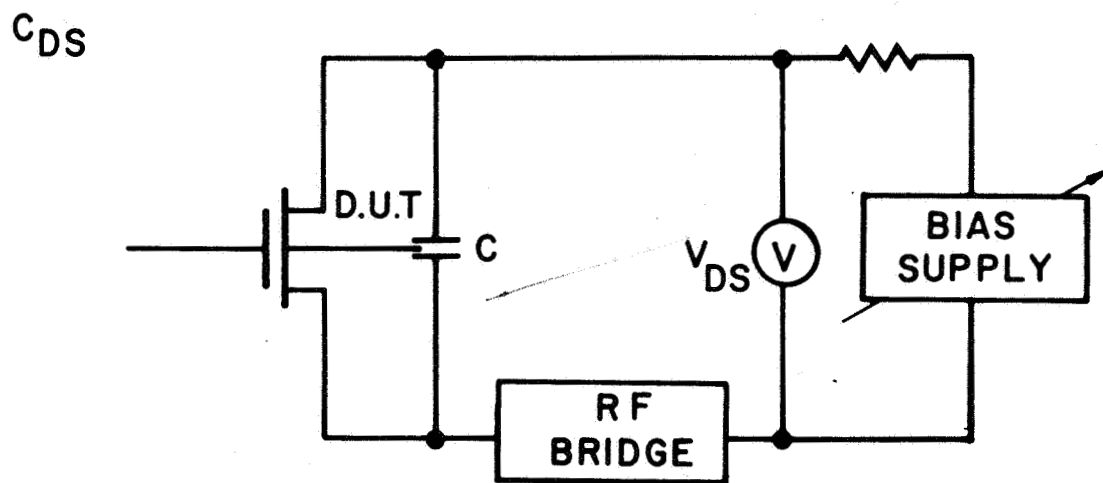 CDS
D.U.T
C
VDS
V
BIAS
SUPPLY
RF
BRIDGE